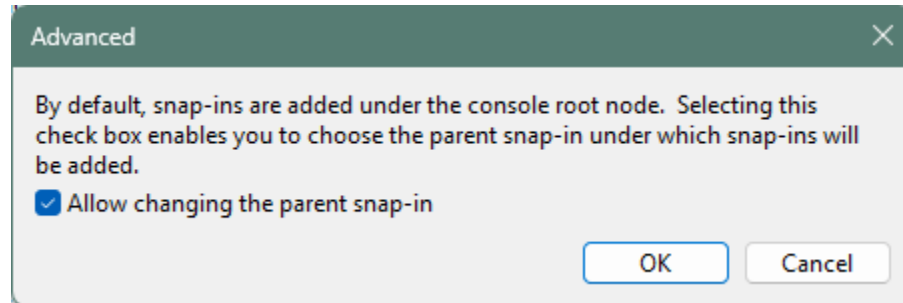 Advanced
By default, snap-ins are added under the console root node.  Selecting this
check box enables you to choose the parent snap-in under which snap-ins will
be added.
Allow changing the parent snap-in
OK Cancel